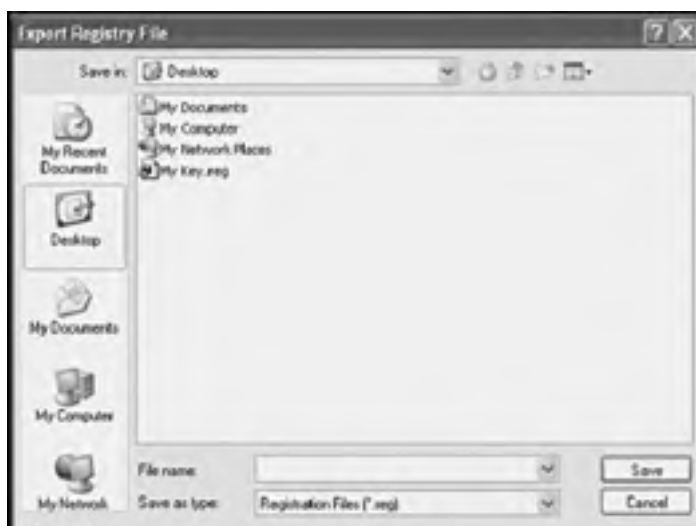 Export Registry File
Save in: Desktop
My Documents
My Computer
My Network Places
My Key.reg
My Recent
Documents
Desktop
My Documents
My Computer
My Network
File name:
Save as type: Registration Files (*.reg)
Save
Cancel